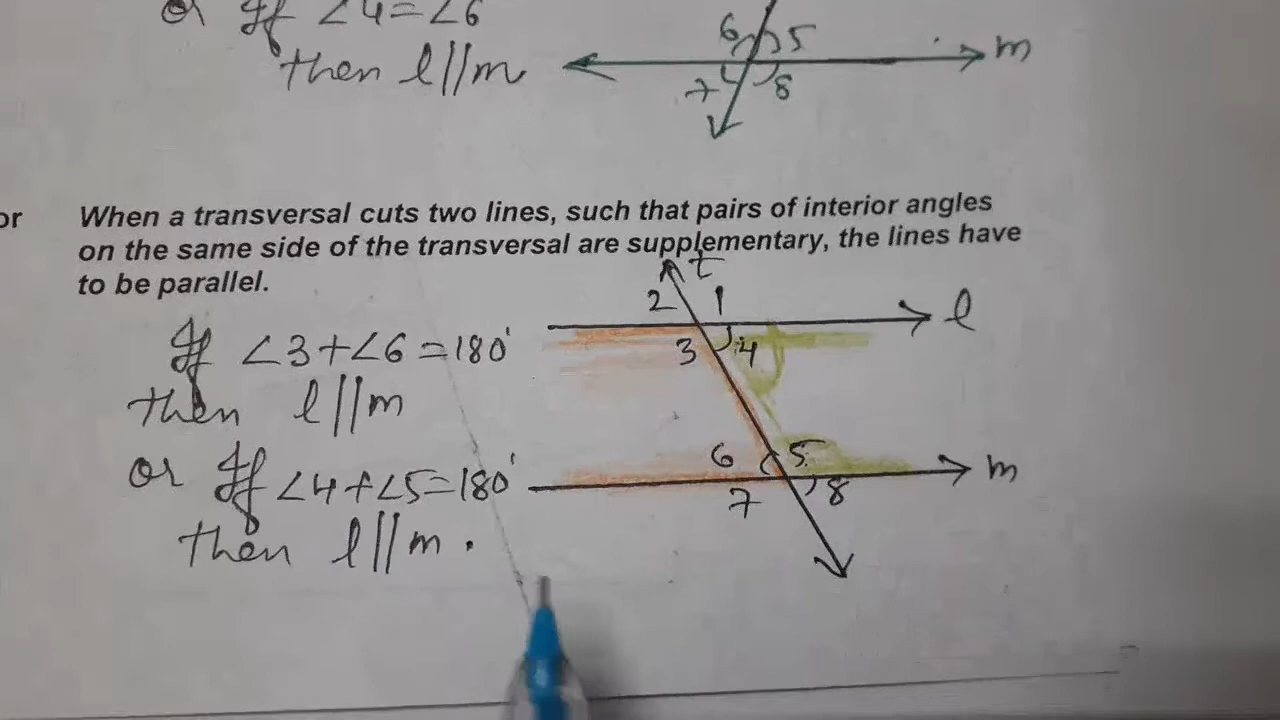 or If ∠4=∠6
then l||m
m
6 5
7 8
or
When a transversal cuts two lines, such that pairs of interior angles
on the same side of the transversal are supplementary, the lines have
to be parallel.
t
2 1
l
If ∠3+∠6=180°
3 4
then l||m
6 5
m
or If ∠4+∠5=180°
7 8
then l||m.